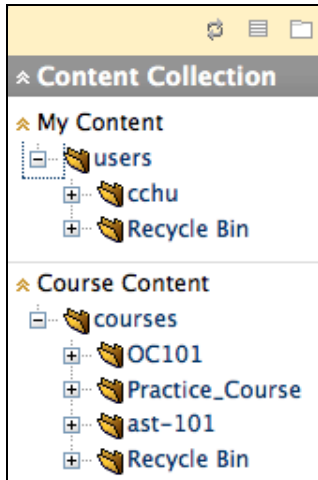 Content Collection
My Content
users
cchu
Recycle Bin
Course Content
courses
OC101
Practice_Course
ast-101
Recycle Bin